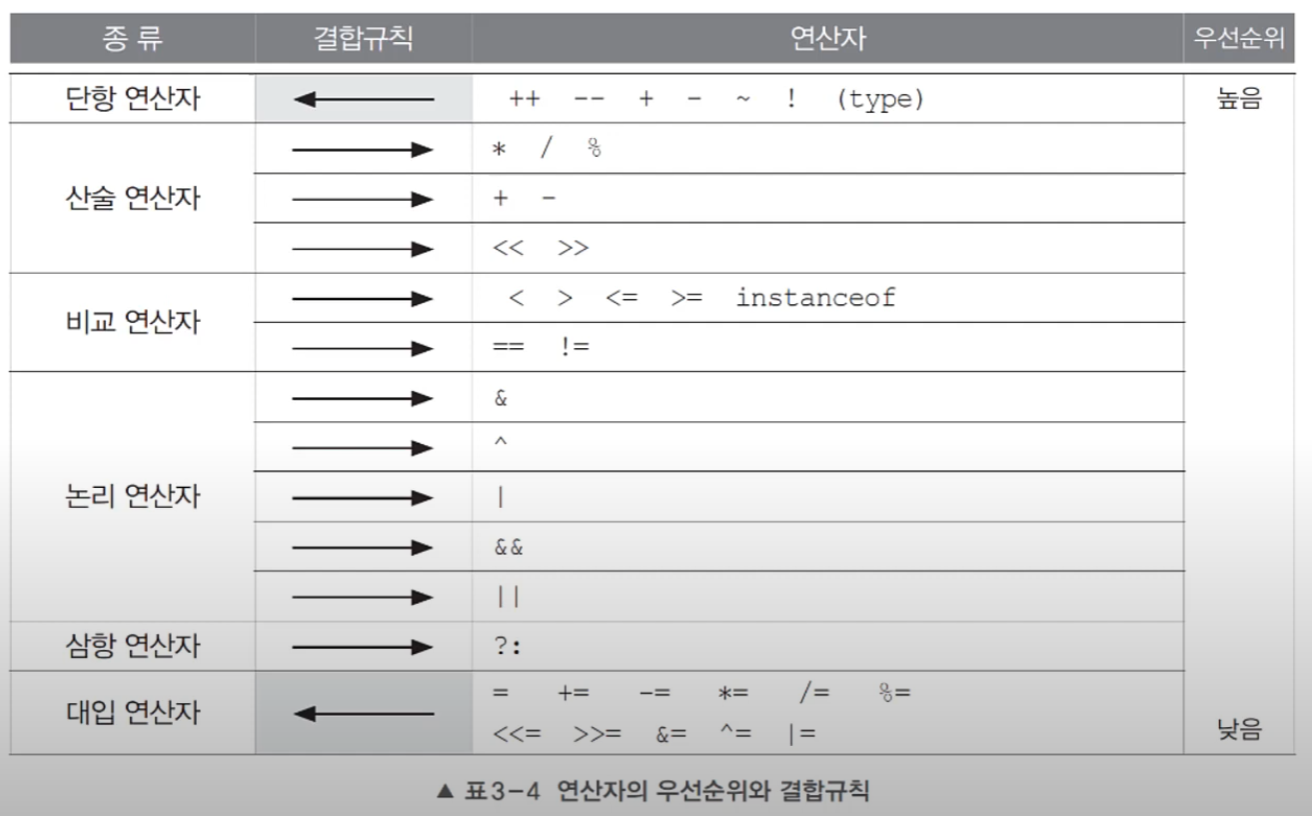 종 류 결합규칙 연산자 우선순위
단항 연산자 ++ -- + - ~ ! (type) 높음
* / %
산술 연산자 + -
<< >>
비교 연산자 < > <= >= instanceof
== !=
&
^
논리 연산자 |
&&
||
삼항 연산자 ?:
대입 연산자 = += -= *= /= %=
<<= >>= &= ^= |= 낮음
▲ 표3-4 연산자의 우선순위와 결합규칙